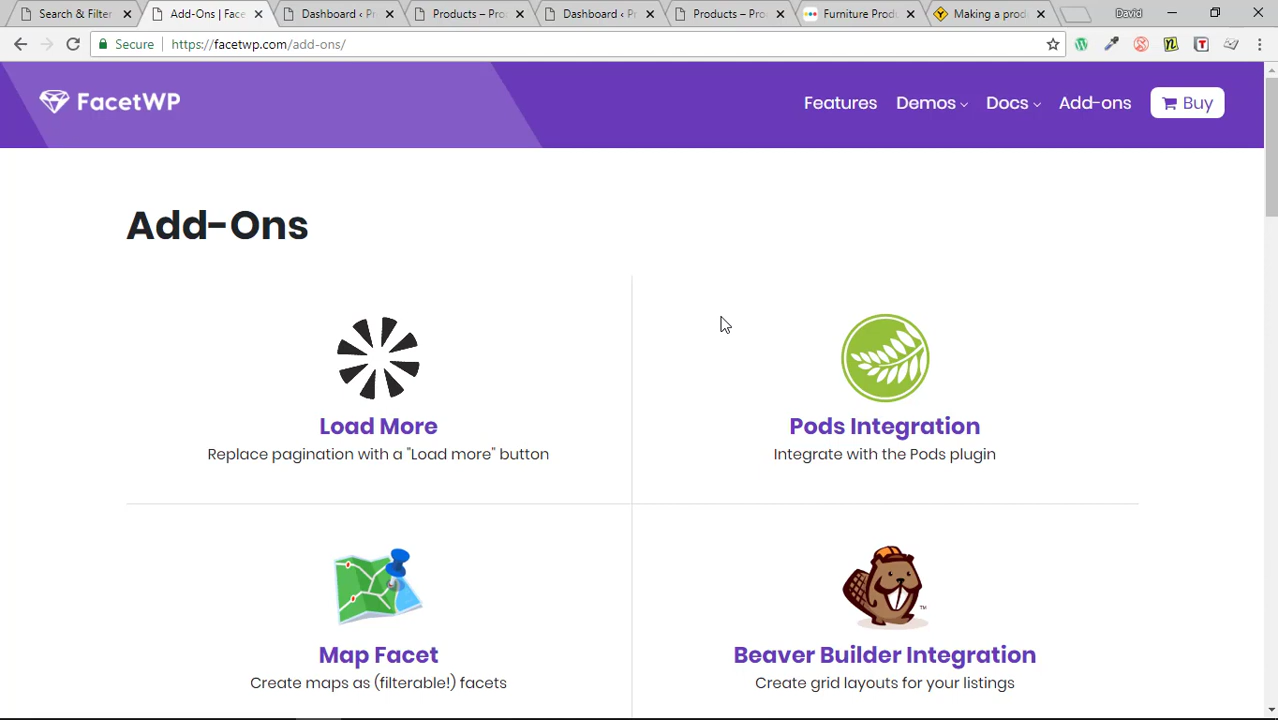 Search & Filter
Add-Ons | Face
Dashboard ‹ Pr
Products – Pro
Dashboard ‹ Pr
Products – Pro
Furniture Prod
Making a produ
David
Secure
https://facetwp.com/add-ons/
FacetWP
Features
Demos
Docs
Add-ons
Buy
Add-Ons
Load More
Replace pagination with a "Load more" button
Pods Integration
Integrate with the Pods plugin
Map Facet
Create maps as (filterable!) facets
TM
Beaver Builder Integration
Create grid layouts for your listings